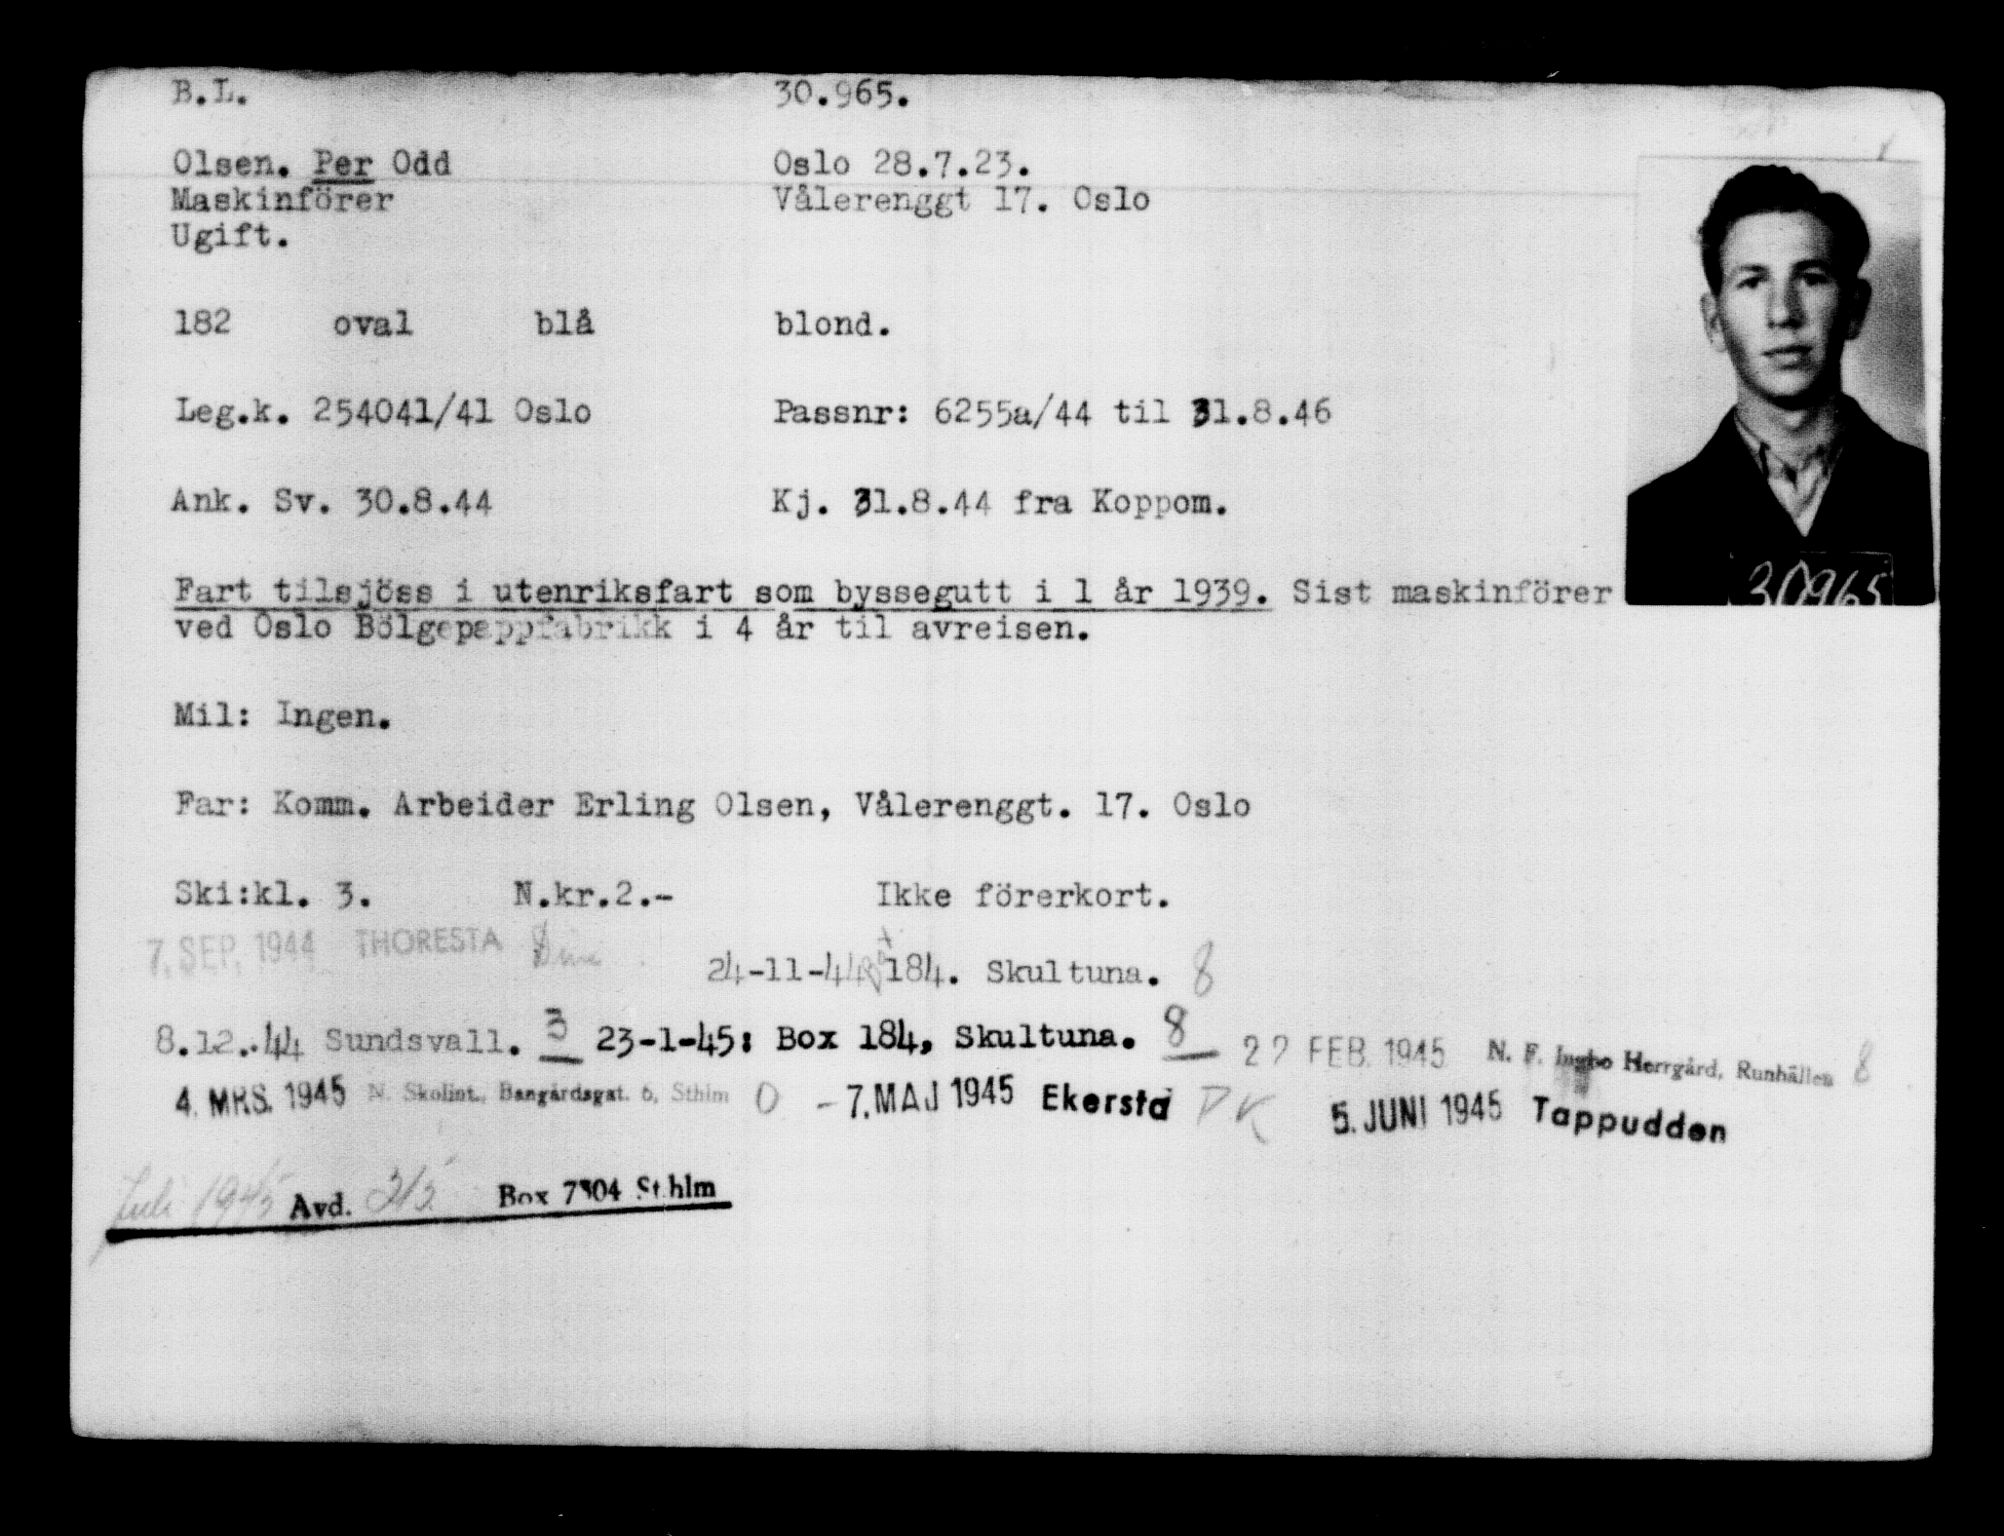 B.L. 30.965.
Olsen. Per Odd Oslo 28.7.23.
Maskinförer Vålerenggt 17. Oslo
Ugift.
182 oval blå blond.
Leg.k. 254041/41 Oslo Passnr: 6255a/44 til 31.8.46
Ank. Sv. 30.8.44 Kj. 31.8.44 fra Koppom.
30965
Fart tilsjöss i utenriksfart som byssegutt i 1 år 1939. Sist maskinförer
ved Oslo Bölgepappfabrikk i 4 år til avreisen.
Mil: Ingen.
Far: Komm. Arbeider Erling Olsen, Vålerenggt. 17. Oslo
Ski:kl. 3. N.kr.2.- Ikke förerkort.
7. SEP. 1944 THORESTA
24-11-44 184. Skultuna. 8
8.12.44 Sundsvall. 3 23-1-45: Box 184, Skultuna. 8 22 FEB. 1945 N. F. Ingbo Herrgård, Runhällen 8
4. MRS. 1945 N. Skolint., Bangårdsgat. 6, Sthlm 0 -7. MAJ 1945 Ekersta PK 5. JUNI 1945 Tappudden
Juli 1945 Avd. 315 Box 7304 Sthlm